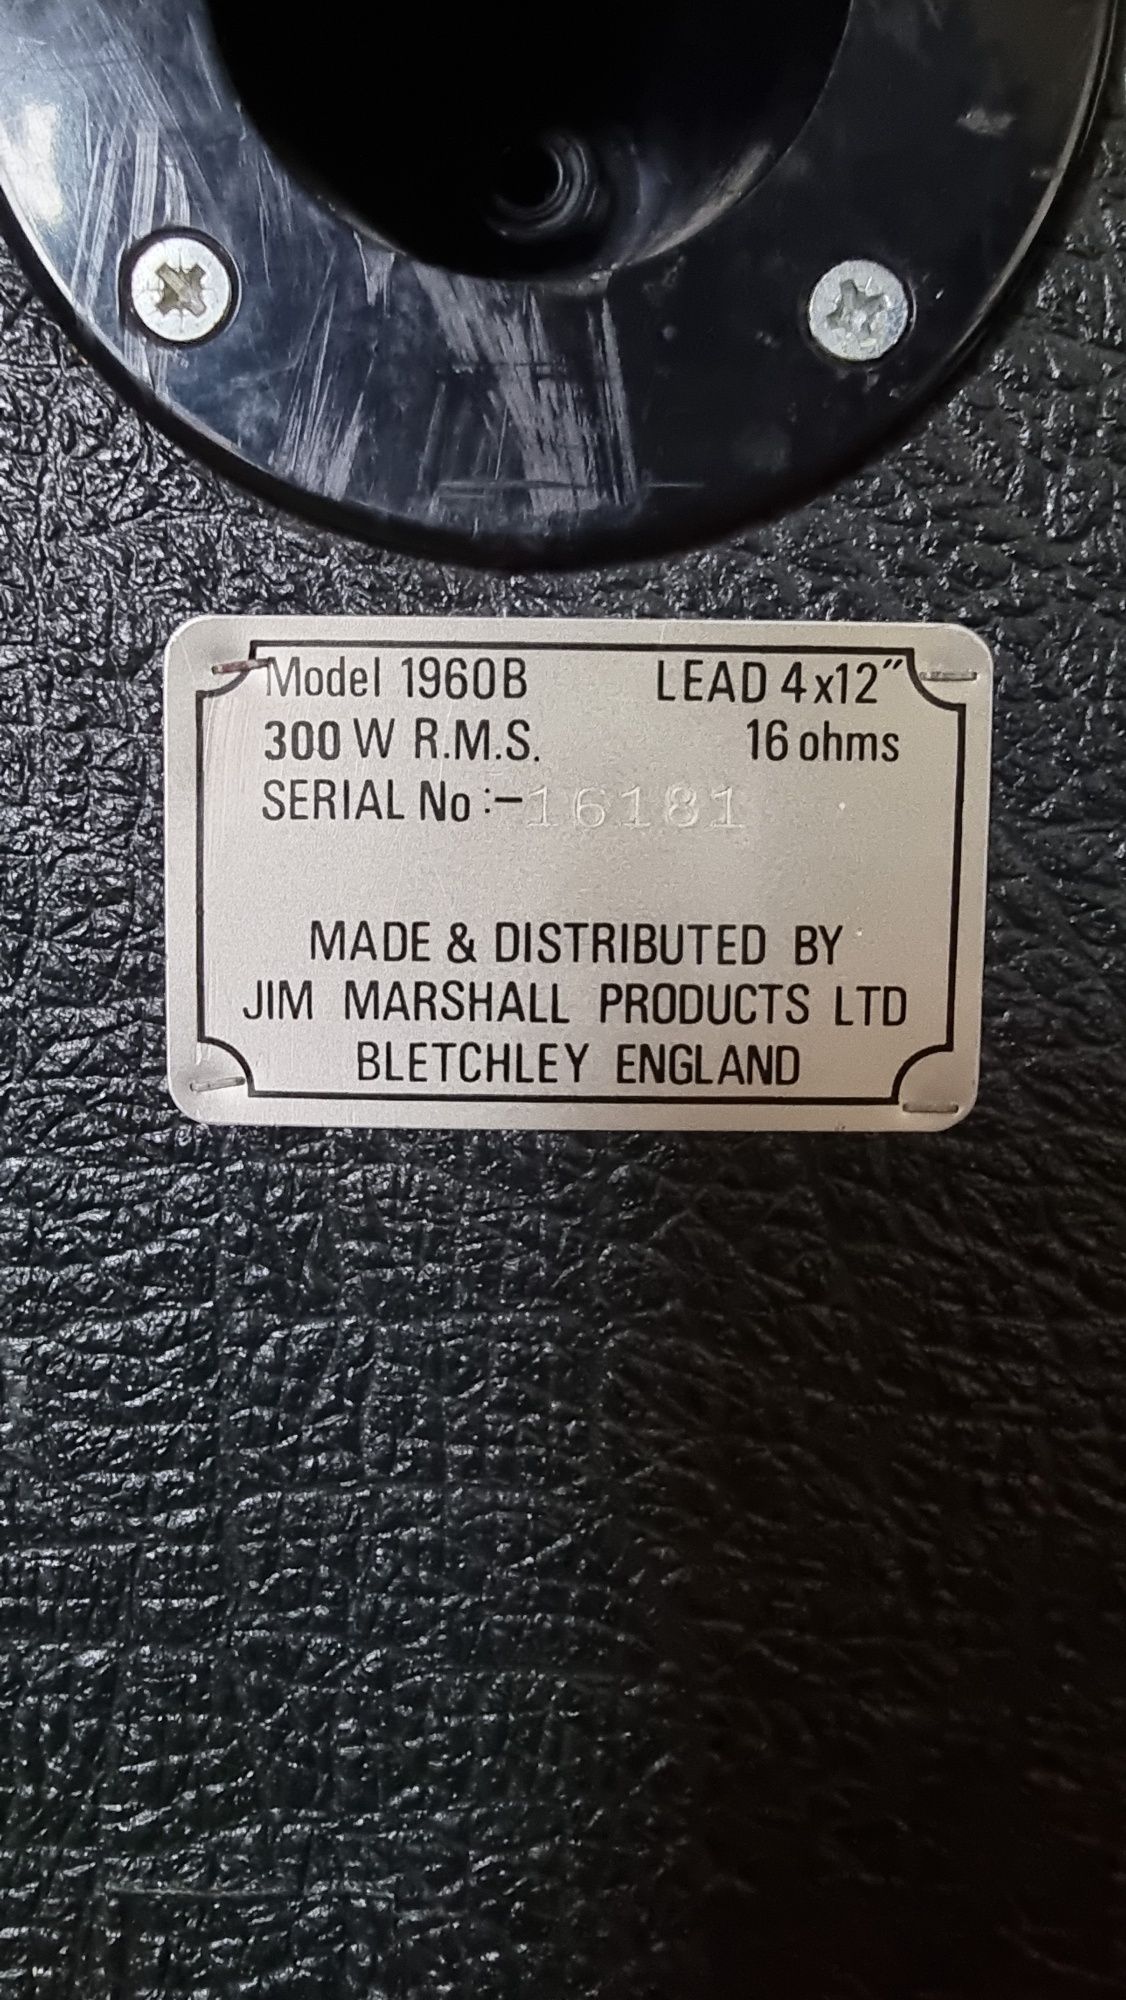 Model 1960B LEAD 4x12"
300 W R.M.S. 16 ohms
SERIAL No :- 16181
MADE & DISTRIBUTED BY
JIM MARSHALL PRODUCTS LTD
BLETCHLEY ENGLAND